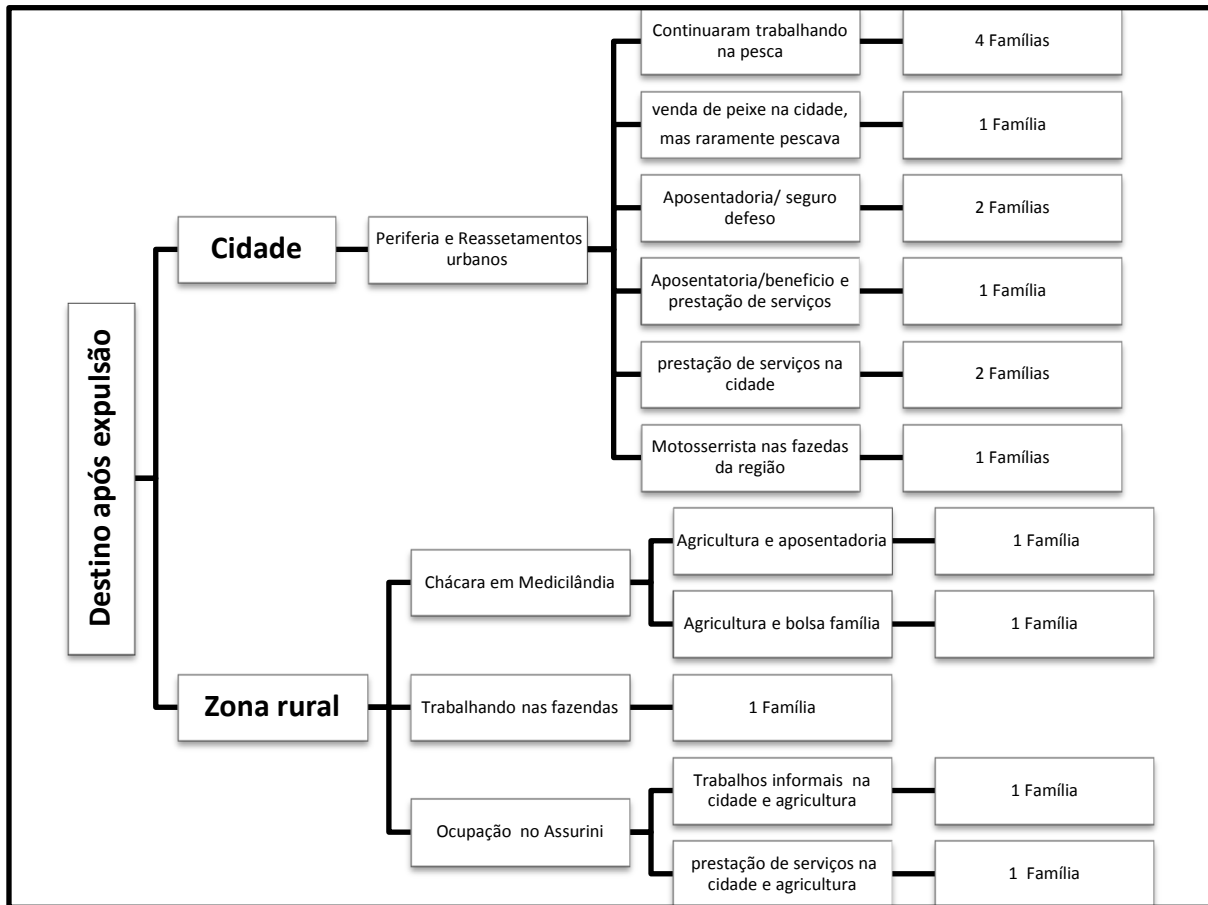 Destino após expulsão
Cidade
Periferia e Reassetamentos
urbanos
Continuaram trabalhando
na pesca
4 Famílias
venda de peixe na cidade,
mas raramente pescava
1 Família
Aposentadoria/ seguro
defeso
2 Famílias
Aposentatoria/beneficio e
prestação de serviços
1 Família
prestação de serviços na
cidade
2 Famílias
Motosserrista nas fazedas
da região
1 Famílias
Zona rural
Chácara em Medicilândia
Agricultura e aposentadoria
1 Família
Agricultura e bolsa família
1 Família
Trabalhando nas fazendas
1 Família
Ocupação no Assurini
Trabalhos informais na
cidade e agricultura
1 Família
prestação de serviços na
cidade e agricultura
1 Família